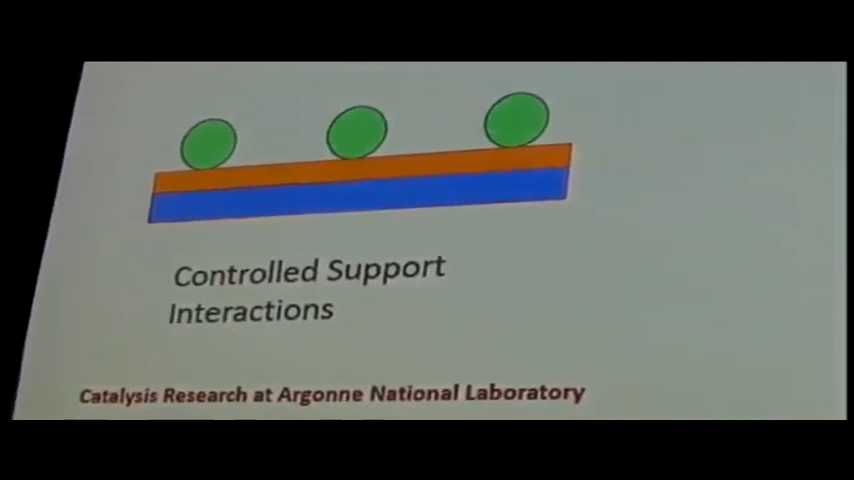 Controlled Support
Interactions
Catalysis Research at Argonne National Laboratory